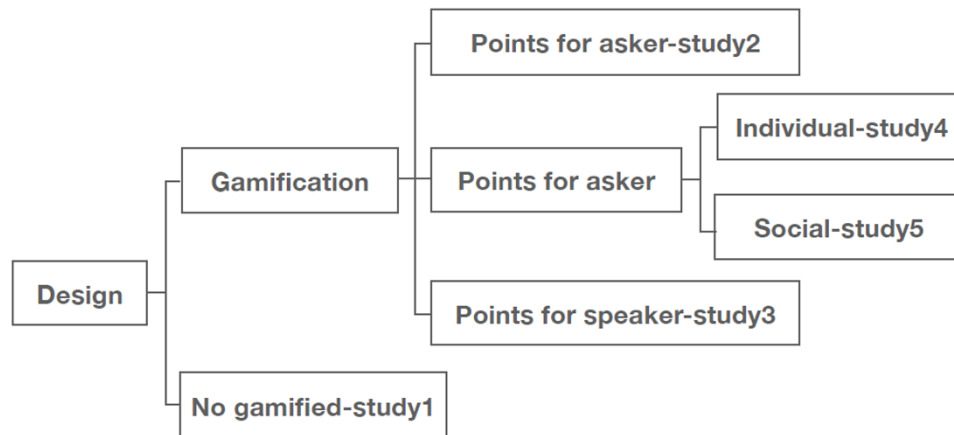 Points for asker-study2
Individual-study4
Gamification
Points for asker
Social-study5
Design
Points for speaker-study3
No gamified-study1